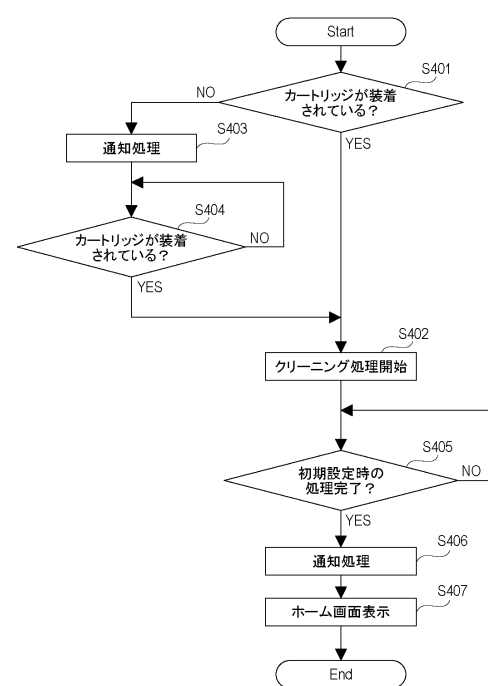 Start
S401
カートリッジが装着
されている？
NO
YES
S403
通知処理
S404
カートリッジが装着
されている？
NO
YES
S402
クリーニング処理開始
S405
初期設定時の
処理完了？
NO
YES
S406
通知処理
S407
ホーム画面表示
End